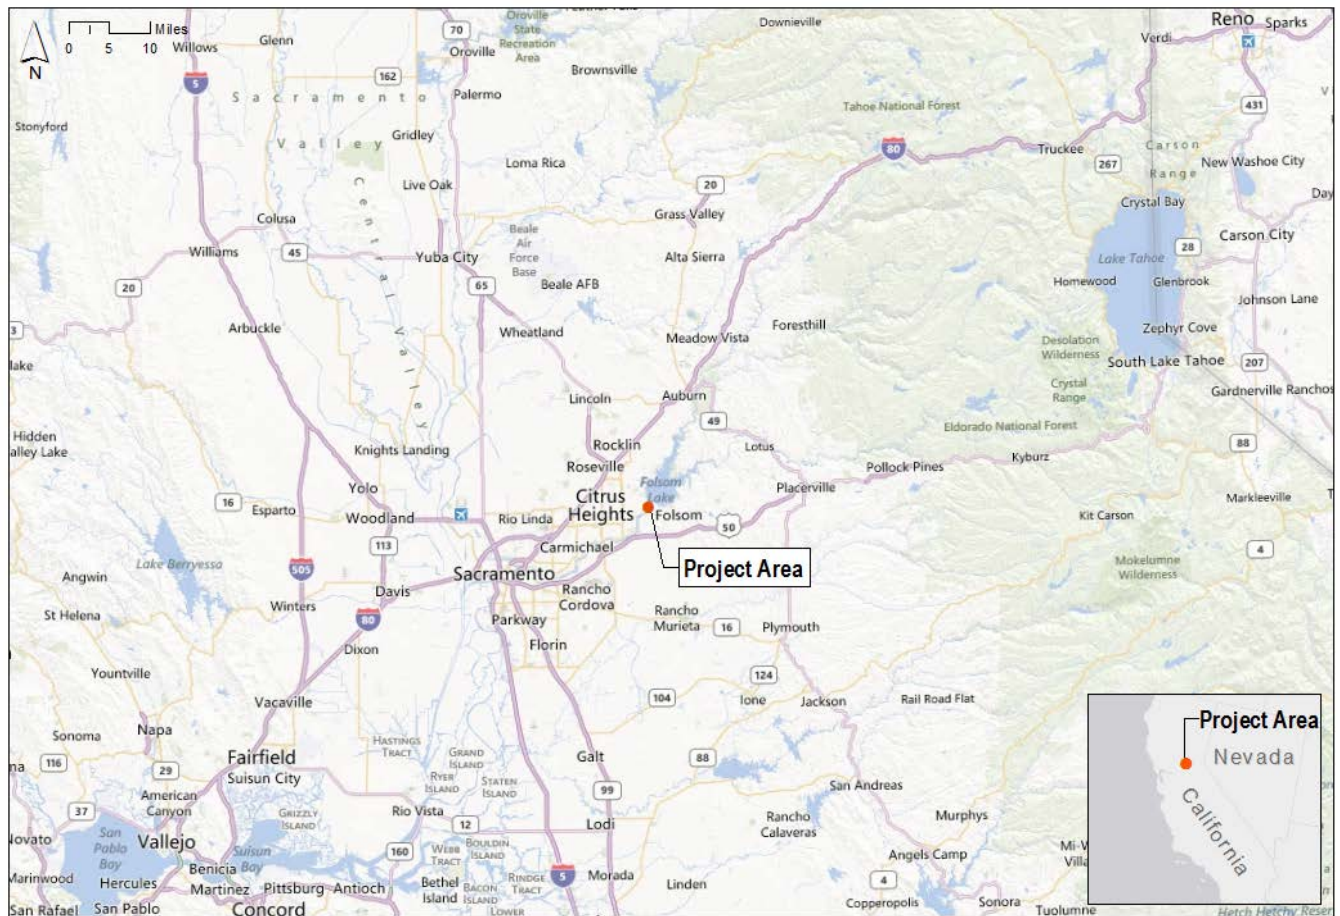 N
Miles
0 5 10
Willows
Glenn
70
Oroville
Oroville
State
Recreation
Area
Downieville
Reno
Sparks
Verdi
5
162
Brownsville
Sacramento
Valley
Palermo
Tahoe National Forest
431
Stonyford
Gridley
80
Truckee
Carson
Range
267
New Washoe City
Loma Rica
Live Oak
Central Valley
20
Grass Valley
Crystal Bay
Colusa
Williams
45
Yuba City
Beale
Air
Force
Base
Alta Sierra
28
Carson City
Lake Tahoe
20
65
Beale AFB
Homewood
Glenbrook
Johnson Lane
Arbuckle
Wheatland
Meadow Vista
Foresthill
Zephyr Cove
Desolation
Wilderness
South Lake Tahoe
207
Crystal
Range
Gardnerville Ranchos
Lincoln
Auburn
49
Eldorado National Forest
Hidden
alley Lake
Knights Landing
Rocklin
Roseville
Lotus
88
Kyburz
Pollock Pines
Folsom
Lake
Placerville
Yolo
16
Esparto
Woodland
Rio Linda
Citrus
Heights
Folsom
50
Markleeville
Kit Carson
113
Carmichael
4
Project Area
Mokelumne
Wilderness
Lake Berryessa
505
Sacramento
Angwin
Davis
Rancho
Cordova
St Helena
Winters
80
Parkway
Rancho
Murieta
16
Plymouth
Dixon
Florin
Yountville
124
Vacaville
104
Ione
Jackson
Rail Road Flat
Sonoma
Napa
116
29
Fairfield
Suisun City
HASTINGS
TRACT
GRAND
ISLAND
RYER
ISLAND
STATEN
ISLAND
Galt
88
99
San Andreas
American
Canyon
37
GRIZZLY
ISLAND
Rio Vista
12
Lodi
Rancho
Calaveras
Murphys
Novato
San
Pablo
Bay
Vallejo
Suisun
Bay
160
WEBB
TRACT
BOULDIN
ISLAND
Angels Camp
Benicia
Marinwood
Hercules
Martinez
Pittsburg
Antioch
Bethel
Island
BACON
ISLAND
RINDGE
TRACT
5
Morada
Linden
4
San Rafael
San Pablo
Concord
LOWER
Copperopolis
Sonora
Tuolumne
Hetch Hetchy Reser
Project Area
Nevada
California